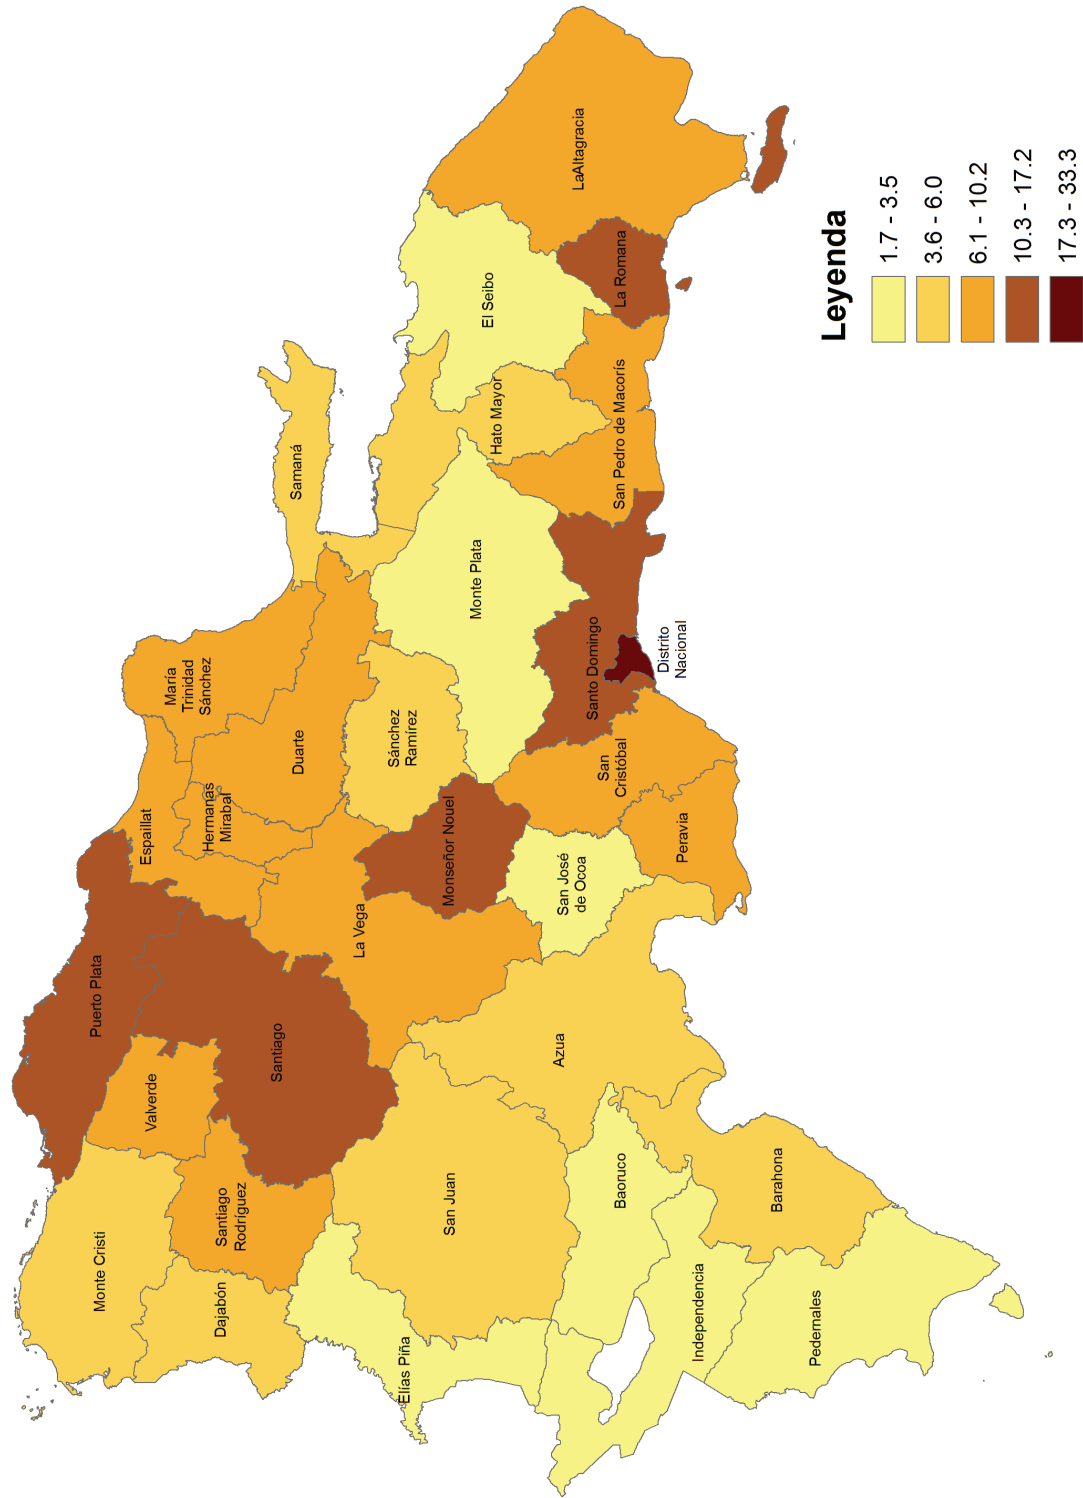 Puerto Plata
Espaillat
María
Trinidad
Sánchez
Samaná
Monte Cristi
Valverde
Santiago
Hermanas
Mirabal
Duarte
Dajabón
Santiago
Rodríguez
La Vega
Sánchez
Ramírez
Monte Plata
Hato Mayor
El Seibo
LaAltagracia
Elías Piña
San Juan
Monseñor Nouel
Azua
San José
de Ocoa
San
Cristóbal
Santo Domingo
San Pedro de Macorís
La Romana
Baoruco
Peravia
Distrito
Nacional
Independencia
Barahona
Pedernales
Leyenda
1.7 - 3.5
3.6 - 6.0
6.1 - 10.2
10.3 - 17.2
17.3 - 33.3